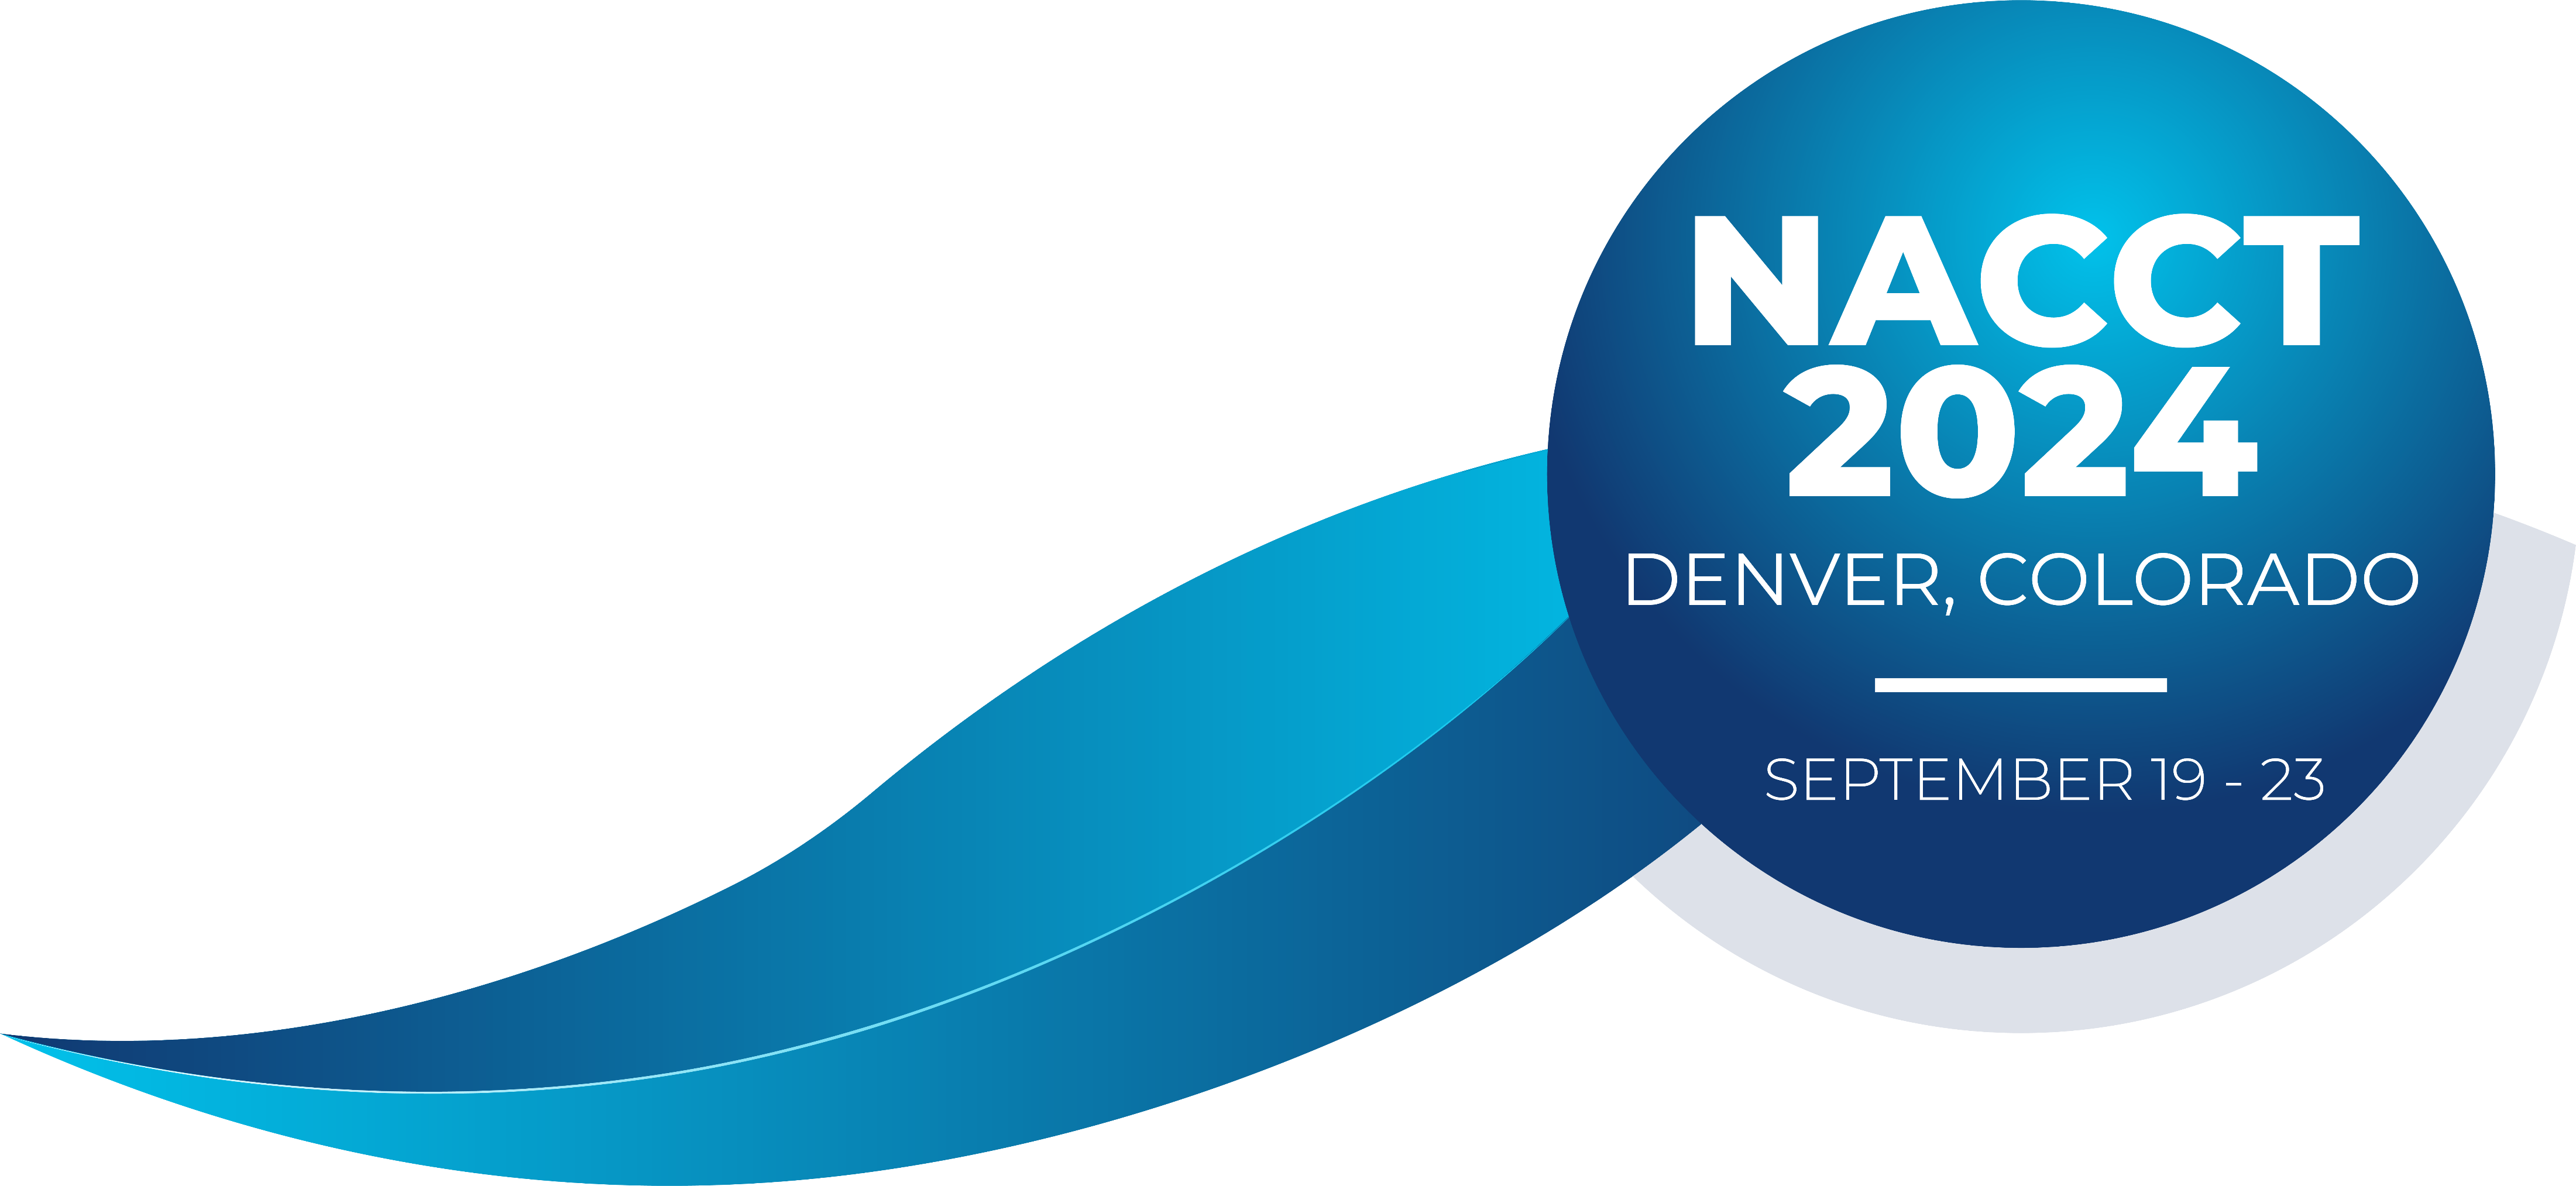 NACCT
2024
DENVER, COLORADO
SEPTEMBER 19 - 23